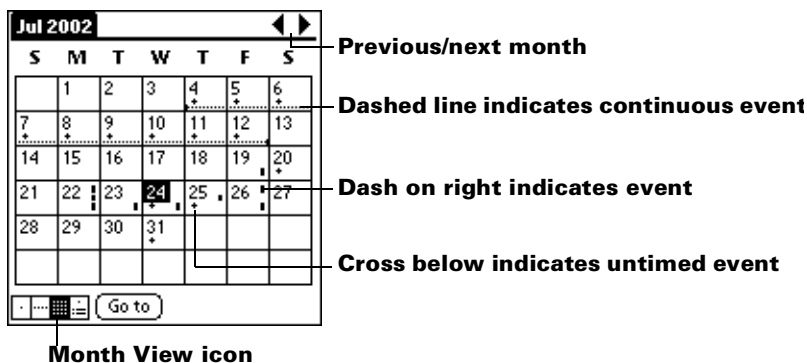 Jul 2002
Previous/next month
S M T W T F S
1 2 3 4 5 6
Dashed line indicates continuous event
7 8 9 10 11 12 13
14 15 16 17 18 19 20
Dash on right indicates event
21 22 23 24 25 26 27
28 29 30 31
Cross below indicates untimed event
Go to
Month View icon